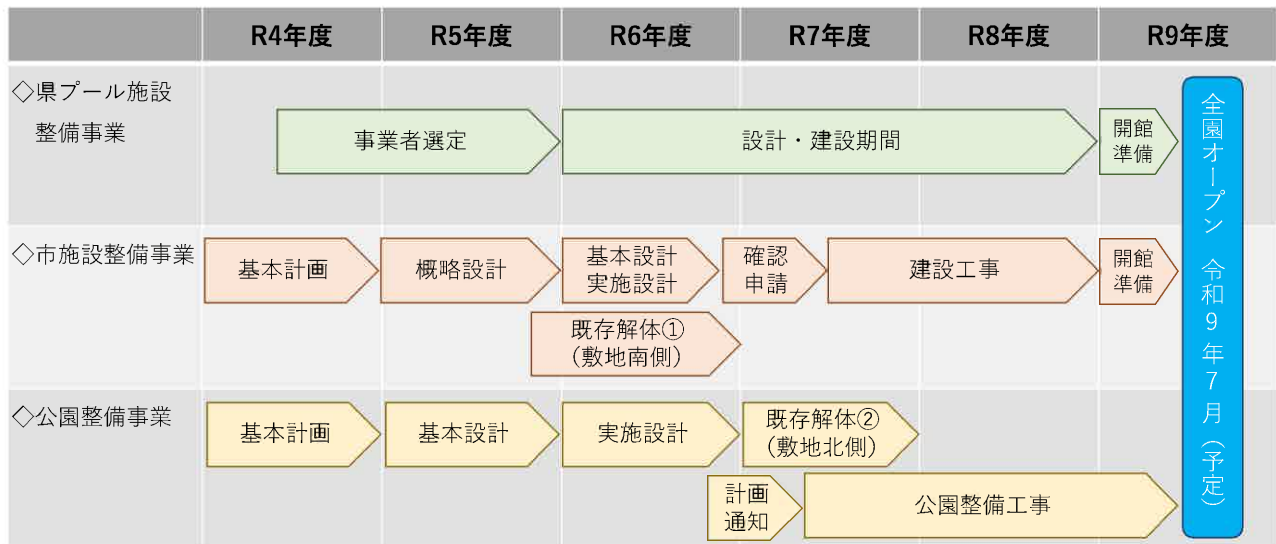 R4年度
R5年度
R6年度
R7年度
R8年度
R9年度
◇県プール施設
整備事業
事業者選定
設計・建設期間
開館
準備
◇市施設整備事業
基本計画
概略設計
基本設計
実施設計
確認
申請
建設工事
開館
準備
既存解体①
(敷地南側)
◇公園整備事業
基本計画
基本設計
実施設計
既存解体②
(敷地北側)
計画
通知
公園整備工事
全園オープン 令和9年7月(予定)